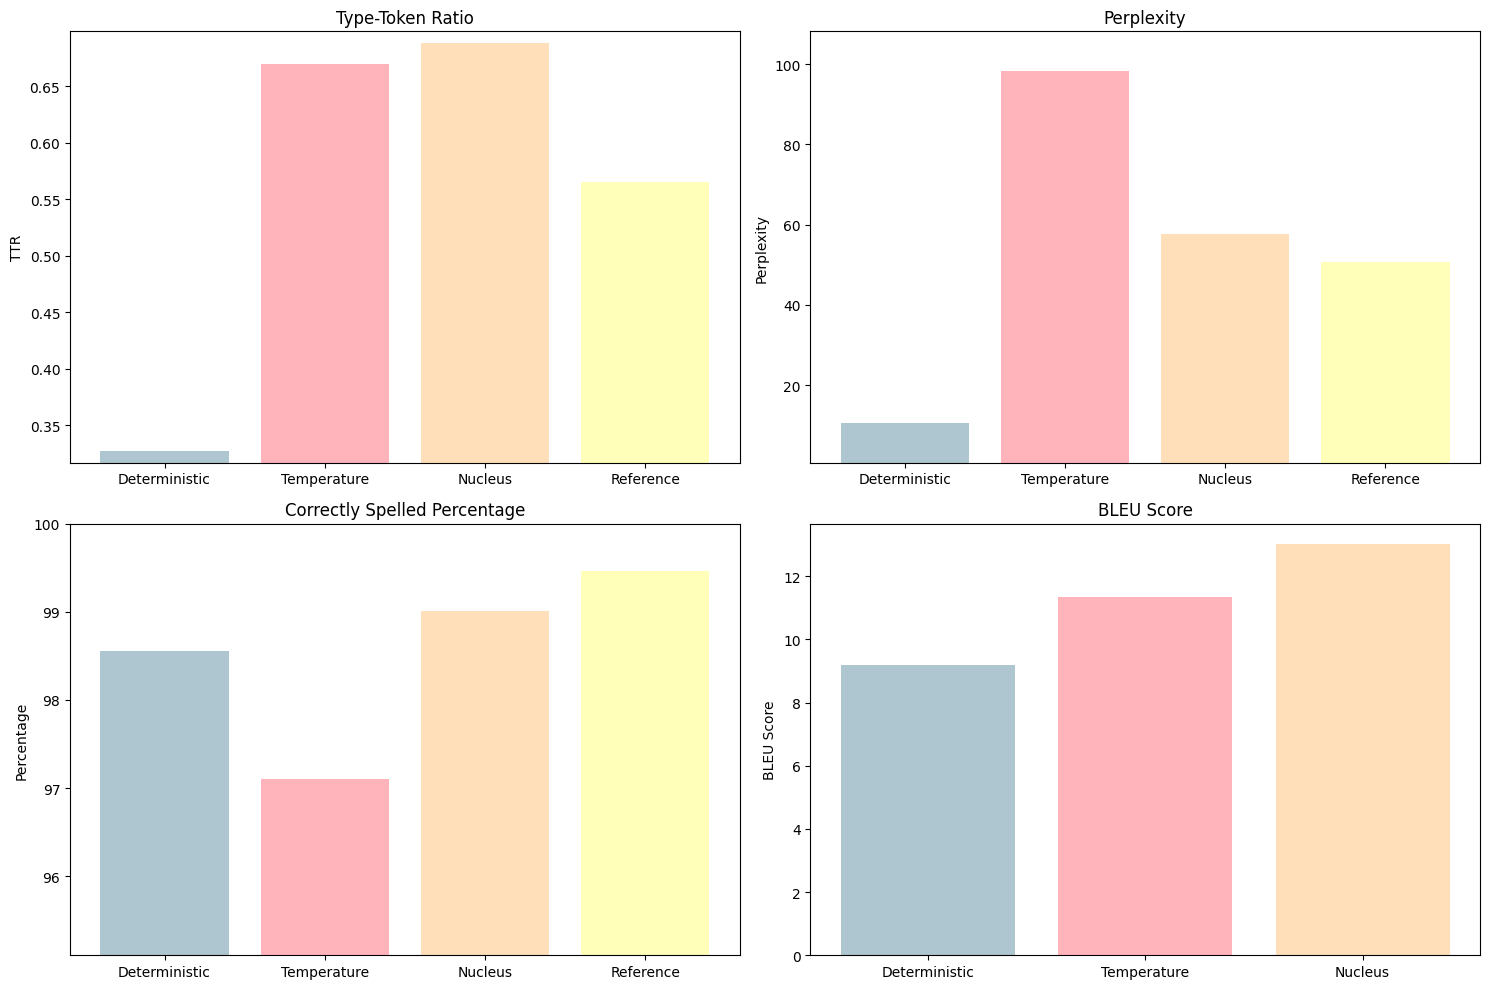 Type-Token Ratio
TTR
0.65
0.60
0.55
0.50
0.45
0.40
0.35
Deterministic
Temperature
Nucleus
Reference
Perplexity
Perplexity
100
80
60
40
20
Deterministic
Temperature
Nucleus
Reference
Correctly Spelled Percentage
Percentage
100
99
98
97
96
Deterministic
Temperature
Nucleus
Reference
BLEU Score
BLEU Score
12
10
8
6
4
2
0
Deterministic
Temperature
Nucleus